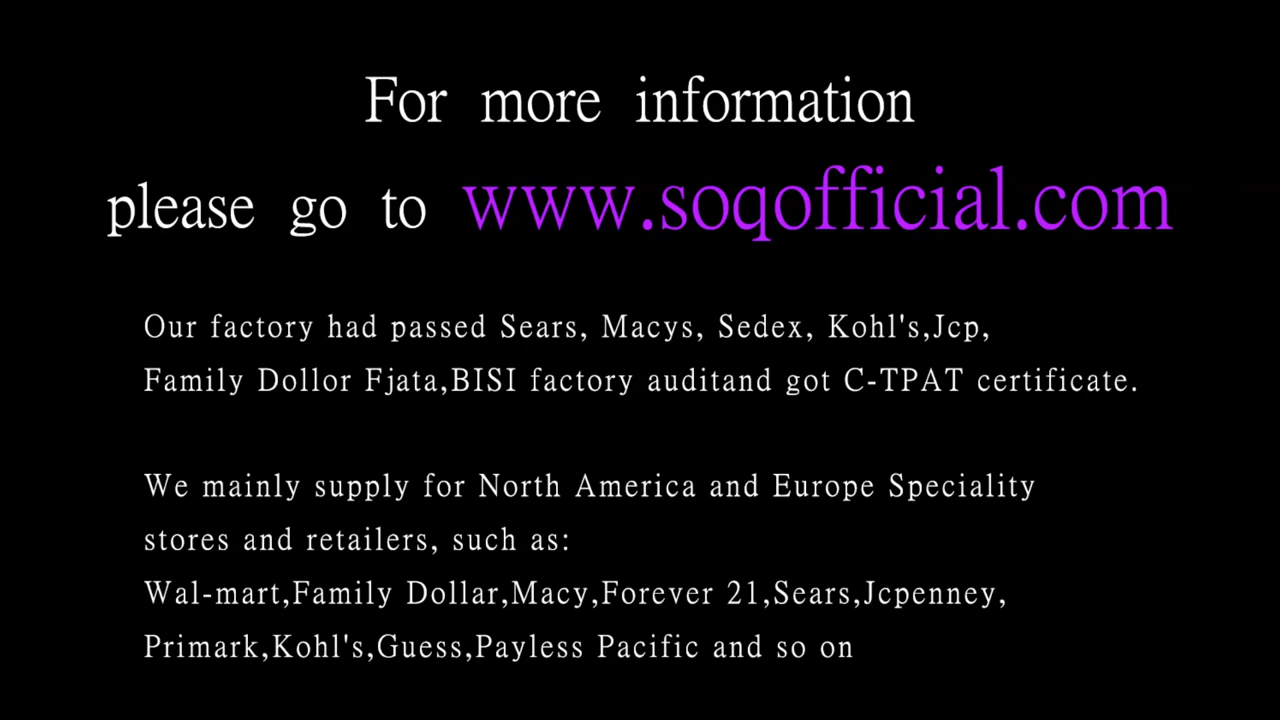 For more information
please go to www.soqofficial.com
Our factory had passed Sears, Macys, Sedex, Kohl's,Jcp,
Family Dollor Fjata,BISI factory auditand got C-TPAT certificate.
We mainly supply for North America and Europe Speciality
stores and retailers, such as:
Wal-mart,Family Dollar,Macy,Forever 21,Sears,Jcpenney,
Primark,Kohl's,Guess,Payless Pacific and so on